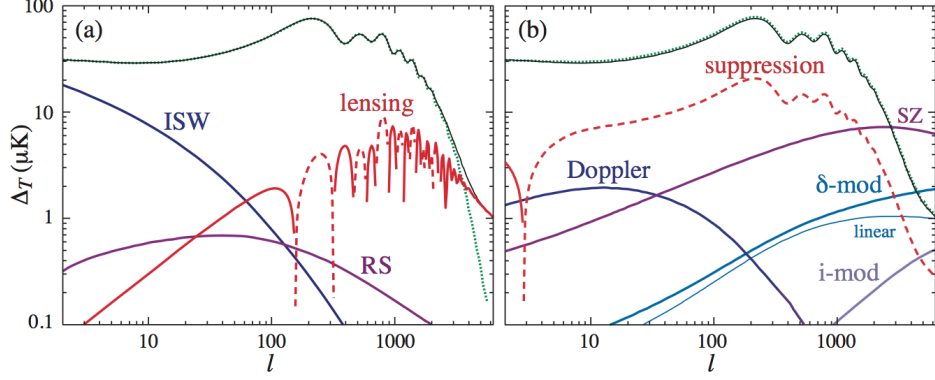 100
10
1
0.1
Δ_T (μK)
(a)
ISW
lensing
RS
10
100
1000
l
(b)
suppression
SZ
Doppler
δ-mod
linear
i-mod
10
100
1000
l